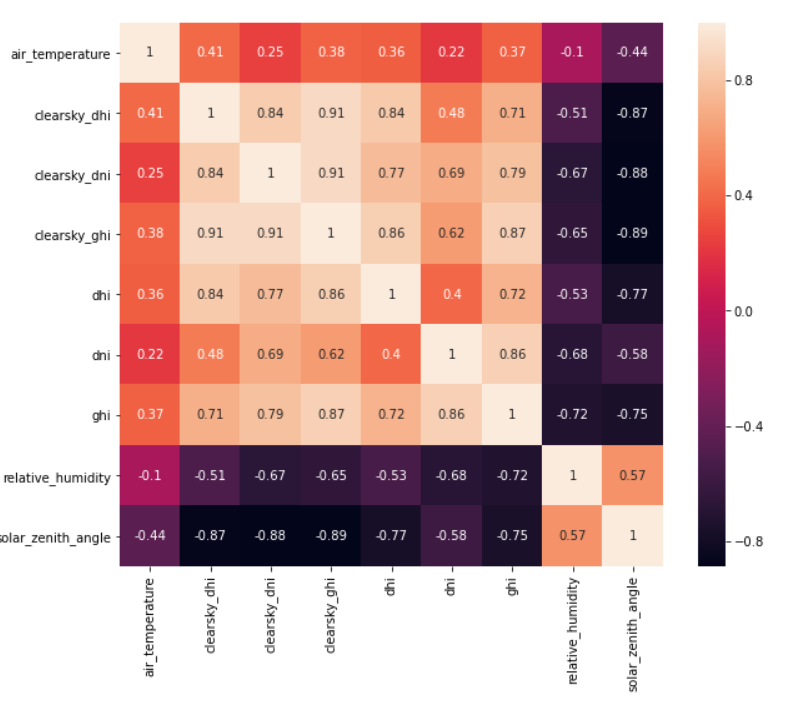 air_temperature 1 0.41 0.25 0.38 0.36 0.22 0.37 -0.1 -0.44
clearsky_dhi 0.41 1 0.84 0.91 0.84 0.48 0.71 -0.51 -0.87
clearsky_dni 0.25 0.84 1 0.91 0.77 0.69 0.79 -0.67 -0.88
clearsky_ghi 0.38 0.91 0.91 1 0.86 0.62 0.87 -0.65 -0.89
dhi 0.36 0.84 0.77 0.86 1 0.4 0.72 -0.53 -0.77
dni 0.22 0.48 0.69 0.62 0.4 1 0.86 -0.68 -0.58
ghi 0.37 0.71 0.79 0.87 0.72 0.86 1 -0.72 -0.75
relative_humidity -0.1 -0.51 -0.67 -0.65 -0.53 -0.68 -0.72 1 0.57
solar_zenith_angle -0.44 -0.87 -0.88 -0.89 -0.77 -0.58 -0.75 0.57 1
air_temperature
clearsky_dhi
clearsky_dni
clearsky_ghi
dhi
dni
ghi
relative_humidity
solar_zenith_angle
0.8
0.4
0.0
−0.4
−0.8